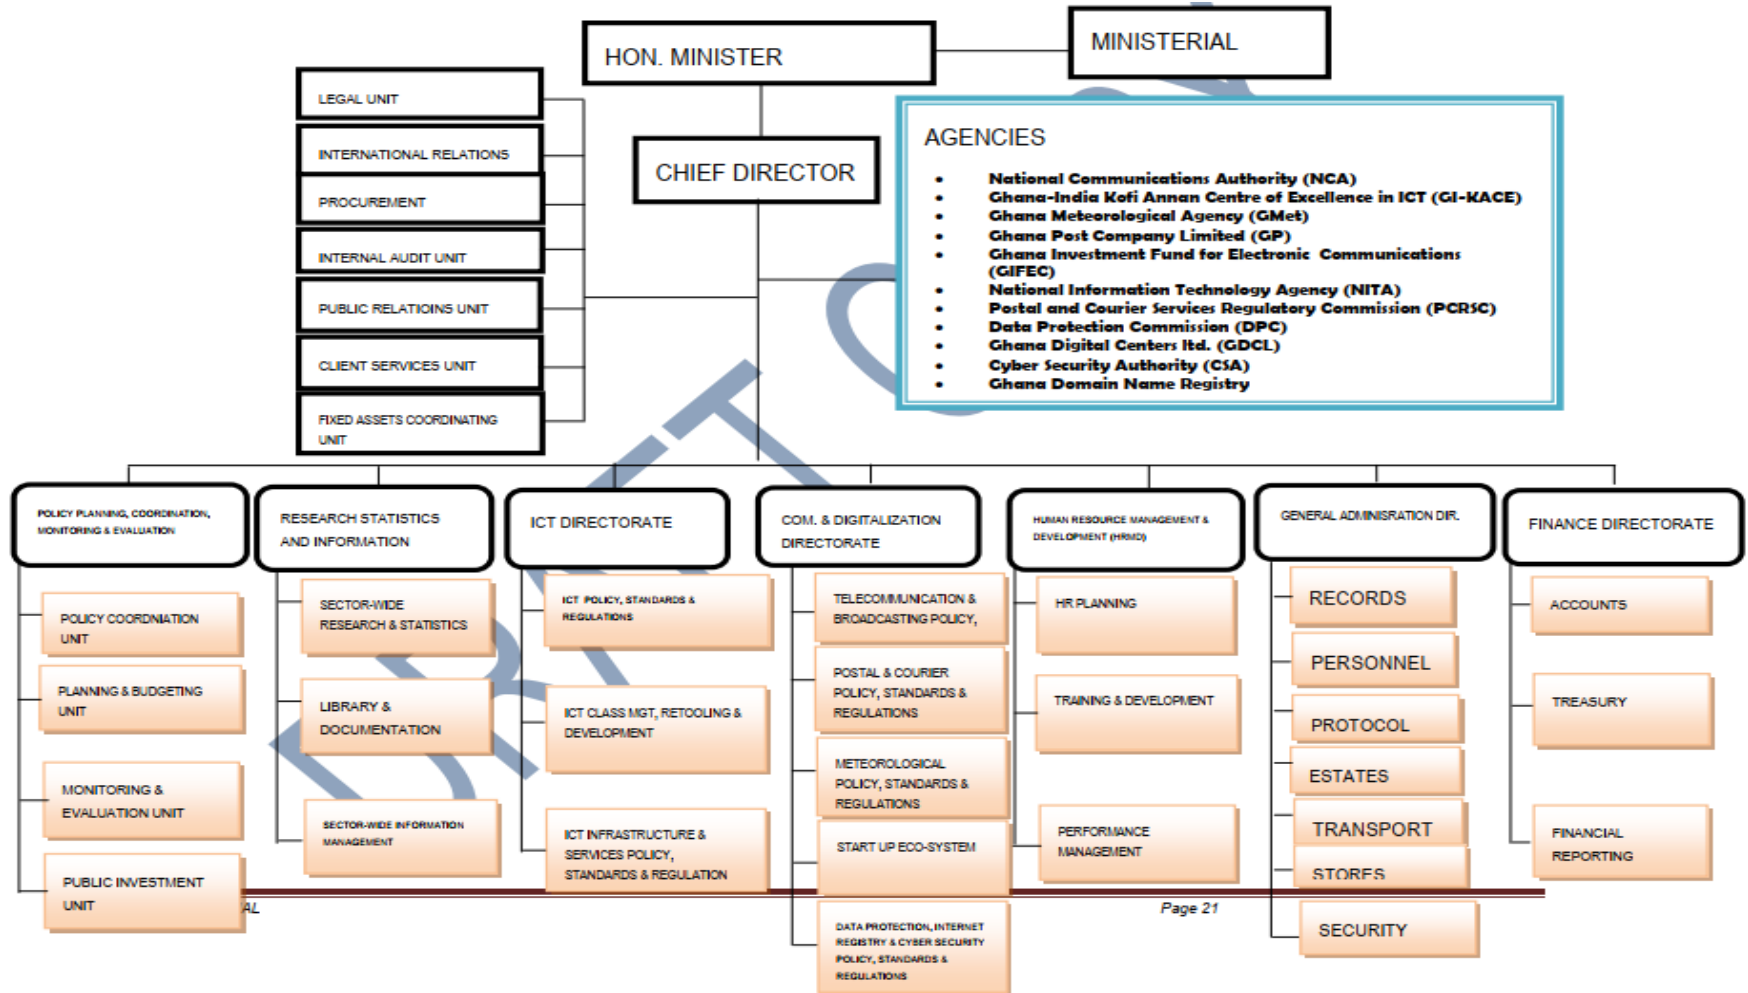 HON. MINISTER
MINISTERIAL
CHIEF DIRECTOR
LEGAL UNIT
INTERNATIONAL RELATIONS
PROCUREMENT
INTERNAL AUDIT UNIT
PUBLIC RELATIOINS UNIT
CLIENT SERVICES UNIT
FIXED ASSETS COORDINATING
UNIT
AGENCIES
• National Communications Authority (NCA)
• Ghana-India Kofi Annan Centre of Excellence in ICT (GI-KACE)
• Ghana Meteorological Agency (GMet)
• Ghana Post Company Limited (GP)
• Ghana Investment Fund for Electronic Communications
(GIFEC)
• National Information Technology Agency (NITA)
• Postal and Courier Services Regulatory Commission (PCRSC)
• Data Protection Commission (DPC)
• Ghana Digital Centers ltd. (GDCL)
• Cyber Security Authority (CSA)
• Ghana Domain Name Registry
POLICY PLANNING, COORDINATION,
MONITORING & EVALUATION
POLICY COORDNIATION
UNIT
PLANNING & BUDGETING
UNIT
MONITORING &
EVALUATION UNIT
PUBLIC INVESTMENT
UNIT
RESEARCH STATISTICS
AND INFORMATION
SECTOR-WIDE
RESEARCH & STATISTICS
LIBRARY &
DOCUMENTATION
SECTOR-WIDE INFORMATION
MANAGEMENT
ICT DIRECTORATE
ICT POLICY, STANDARDS &
REGULATIONS
ICT CLASS MGT, RETOOLING &
DEVELOPMENT
ICT INFRASTRUCTURE &
SERVICES POLICY,
STANDARDS & REGULATION
COM. & DIGITALIZATION
DIRECTORATE
TELECOMMUNICATION &
BROADCASTING POLICY,
POSTAL & COURIER
POLICY, STANDARDS &
REGULATIONS
METEOROLOGICAL
POLICY, STANDARDS &
REGULATIONS
START UP ECO-SYSTEM
DATA PROTECTION, INTERNET
REGISTRY & CYBER SECURITY
POLICY, STANDARDS &
REGULATIONS
HUMAN RESOURCE MANAGEMENT &
DEVELOPMENT (HRMD)
HR PLANNING
TRAINING & DEVELOPMENT
PERFORMANCE
MANAGEMENT
GENERAL ADMINISRATION DIR.
RECORDS
PERSONNEL
PROTOCOL
ESTATES
TRANSPORT
STORES
SECURITY
FINANCE DIRECTORATE
ACCOUNTS
TREASURY
FINANCIAL
REPORTING
AL
Page 21